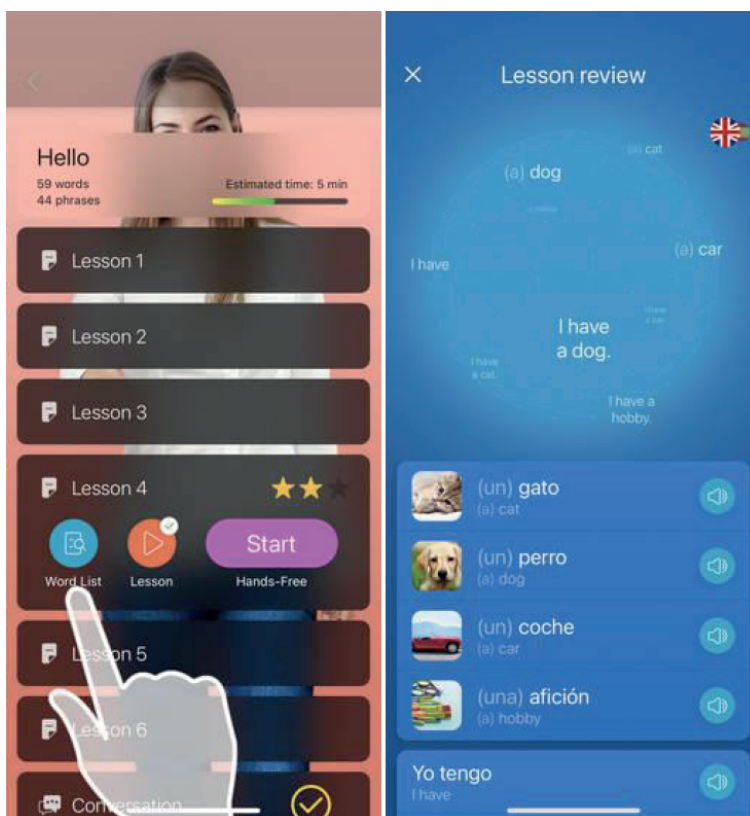 Hello
59 words
44 phrases
Estimated time: 5 min
Lesson 1
Lesson 2
Lesson 3
Lesson 4
Word List
Lesson
Start
Hands-Free
Lesson 5
Lesson 6
Conversation
Lesson review
(a) cat
(a) dog
(a) car
I have
I have
a dog.
I have
a car.
I have
a cat.
I have a
hobby.
(un) gato
(a) cat
(un) perro
(a) dog
(un) coche
(a) car
(una) afición
(a) hobby
Yo tengo
I have